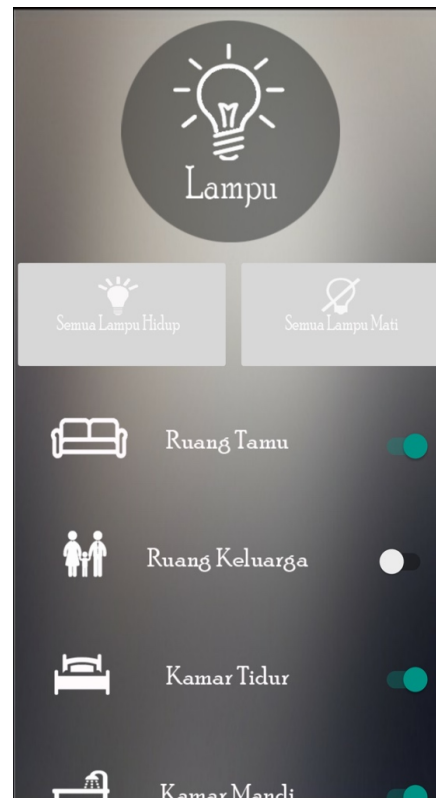 Lampu
Semua Lampu Hidup
Semua Lampu Mati
Ruang Tamu
Ruang Keluarga
Kamar Tidur
Kamar Mandi